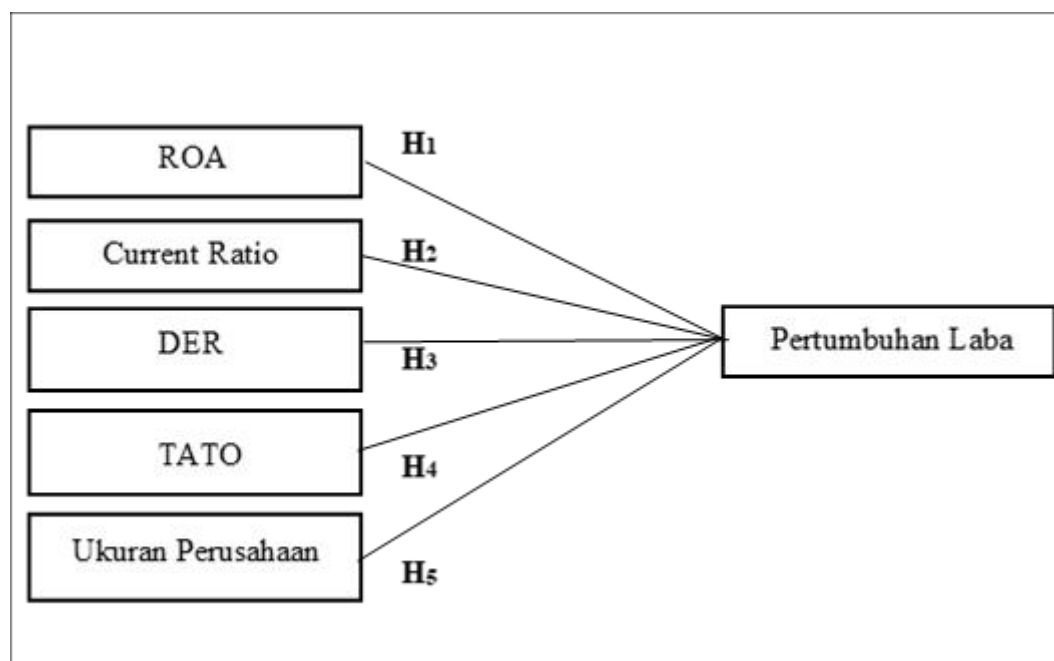 ROA
H1
Current Ratio
H2
DER
H3
Pertumbuhan Laba
TATO
H4
Ukuran Perusahaan
H5